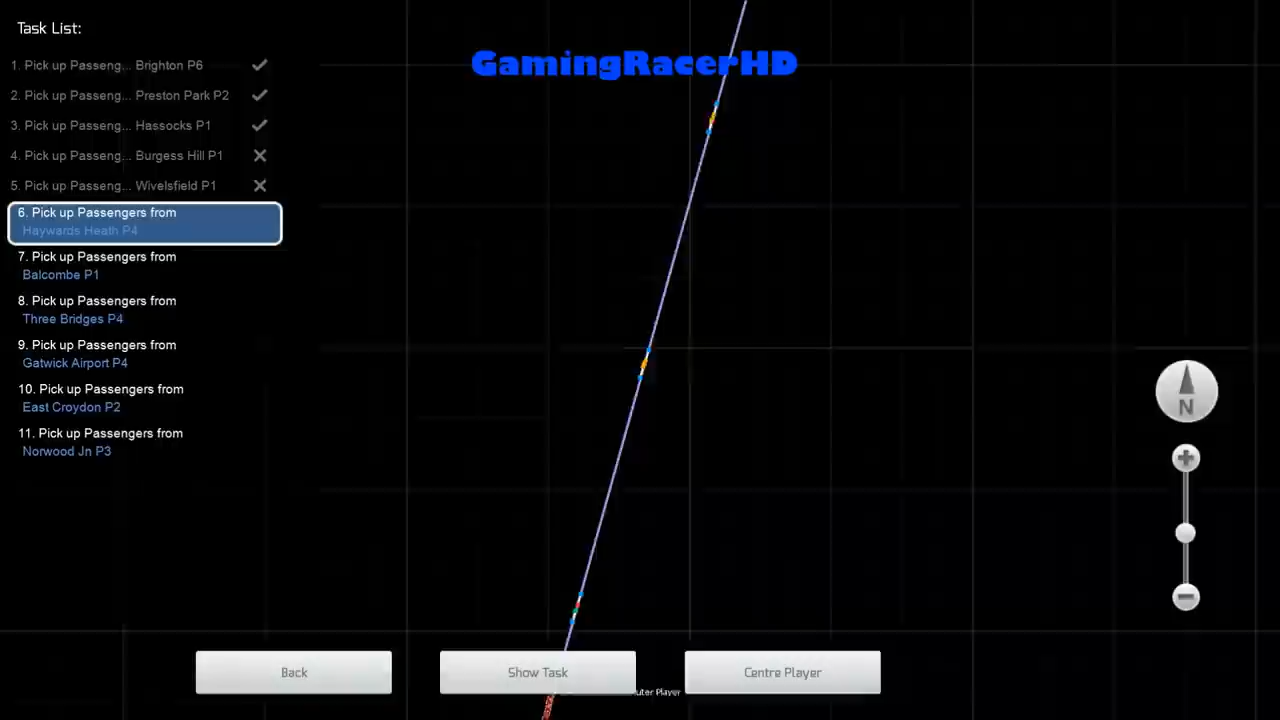 Task List:
GamingRacerHD
1. Pick up Passeng... Brighton P6
2. Pick up Passeng... Preston Park P2
3. Pick up Passeng... Hassocks P1
4. Pick up Passeng... Burgess Hill P1
5. Pick up Passeng... Wivelsfield P1
6. Pick up Passengers from
Haywards Heath P4
7. Pick up Passengers from
Balcombe P1
8. Pick up Passengers from
Three Bridges P4
9. Pick up Passengers from
Gatwick Airport P4
10. Pick up Passengers from
East Croydon P2
11. Pick up Passengers from
Norwood Jn P3
N
Back
Show Task
Centre Player
Player